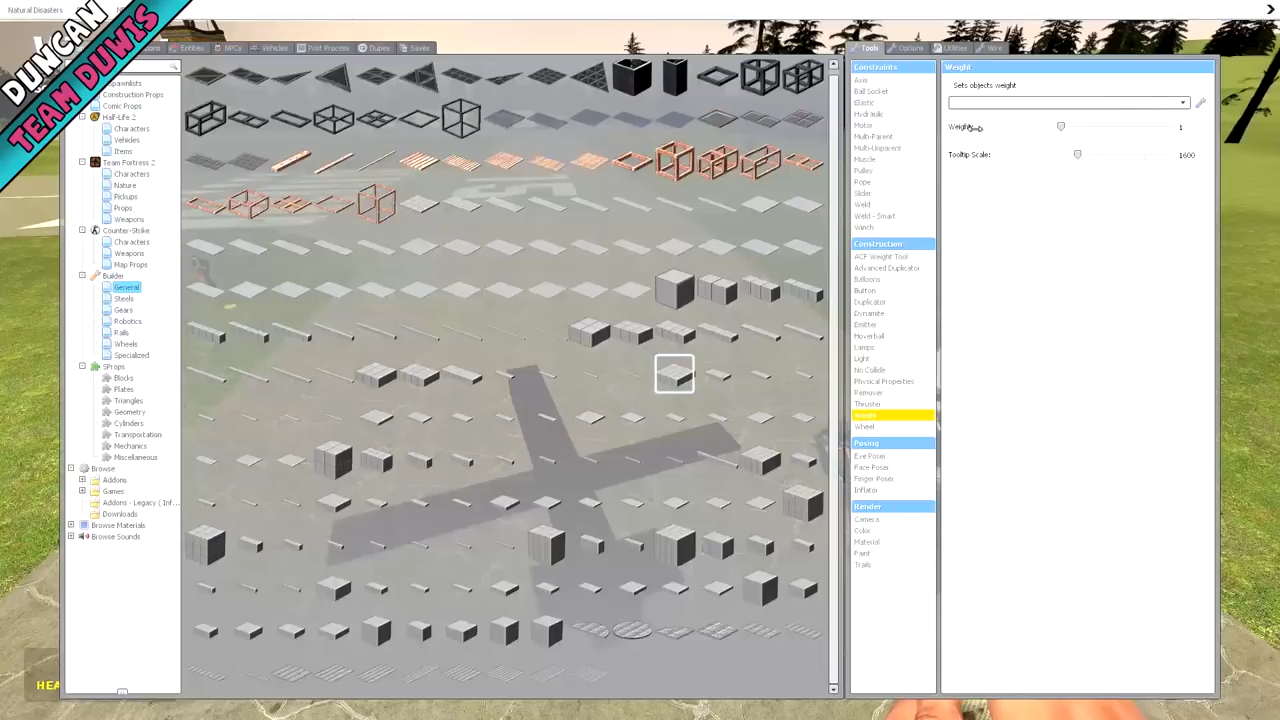 Natural Disasters
DUNCAN
TEAM DUWIS
Entities
NPCs
Vehicles
Post Process
Dupes
Saves
Tools
Options
Utilities
Wire
Construction Props
Comic Props
Half-Life 2
Characters
Vehicles
Items
Team Fortress 2
Characters
Nature
Pickups
Props
Weapons
Counter-Strike
Characters
Weapons
Map Props
Builder
General
Steels
Gears
Robotics
Rails
Wheels
Specialized
SProps
Blocks
Plates
Triangles
Geometry
Cylinders
Transportation
Mechanics
Miscellaneous
Browse
Addons
Games
Addons - Legacy ( Inf...
Downloads
Browse Materials
Browse Sounds
Constraints
Axis
Ball Socket
Elastic
Hydraulic
Motor
Multi-Parent
Multi-Unparent
Muscle
Pulley
Rope
Slider
Weld
Weld - Smart
Winch
Construction
ACF Weight Tool
Advanced Duplicator
Balloons
Button
Duplicator
Dynamite
Emitter
Hoverball
Lamps
Light
No Collide
Physical Properties
Remover
Thruster
Weight
Wheel
Posing
Eye Poser
Face Poser
Finger Poser
Inflator
Render
Camera
Color
Material
Paint
Trails
Weight
Sets objects weight
Weight: 1
Tooltip Scale: 1600